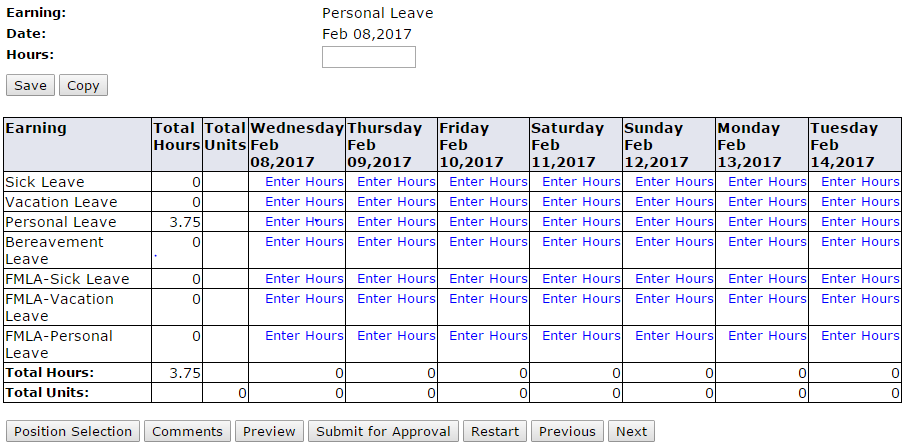 Earning: Personal Leave
Date: Feb 08,2017
Hours:
Save Copy
Earning Total Hours Total Units Wednesday Feb 08,2017 Thursday Feb 09,2017 Friday Feb 10,2017 Saturday Feb 11,2017 Sunday Feb 12,2017 Monday Feb 13,2017 Tuesday Feb 14,2017
Sick Leave 0 Enter Hours Enter Hours Enter Hours Enter Hours Enter Hours Enter Hours Enter Hours
Vacation Leave 0 Enter Hours Enter Hours Enter Hours Enter Hours Enter Hours Enter Hours Enter Hours
Personal Leave 3.75 Enter Hours Enter Hours Enter Hours Enter Hours Enter Hours Enter Hours Enter Hours
Bereavement Leave 0 Enter Hours Enter Hours Enter Hours Enter Hours Enter Hours Enter Hours Enter Hours
FMLA-Sick Leave 0 Enter Hours Enter Hours Enter Hours Enter Hours Enter Hours Enter Hours Enter Hours
FMLA-Vacation Leave 0 Enter Hours Enter Hours Enter Hours Enter Hours Enter Hours Enter Hours Enter Hours
FMLA-Personal Leave 0 Enter Hours Enter Hours Enter Hours Enter Hours Enter Hours Enter Hours Enter Hours
Total Hours: 3.75 0 0 0 0 0 0 0
Total Units: 0 0 0 0 0 0 0 0
Position Selection Comments Preview Submit for Approval Restart Previous Next